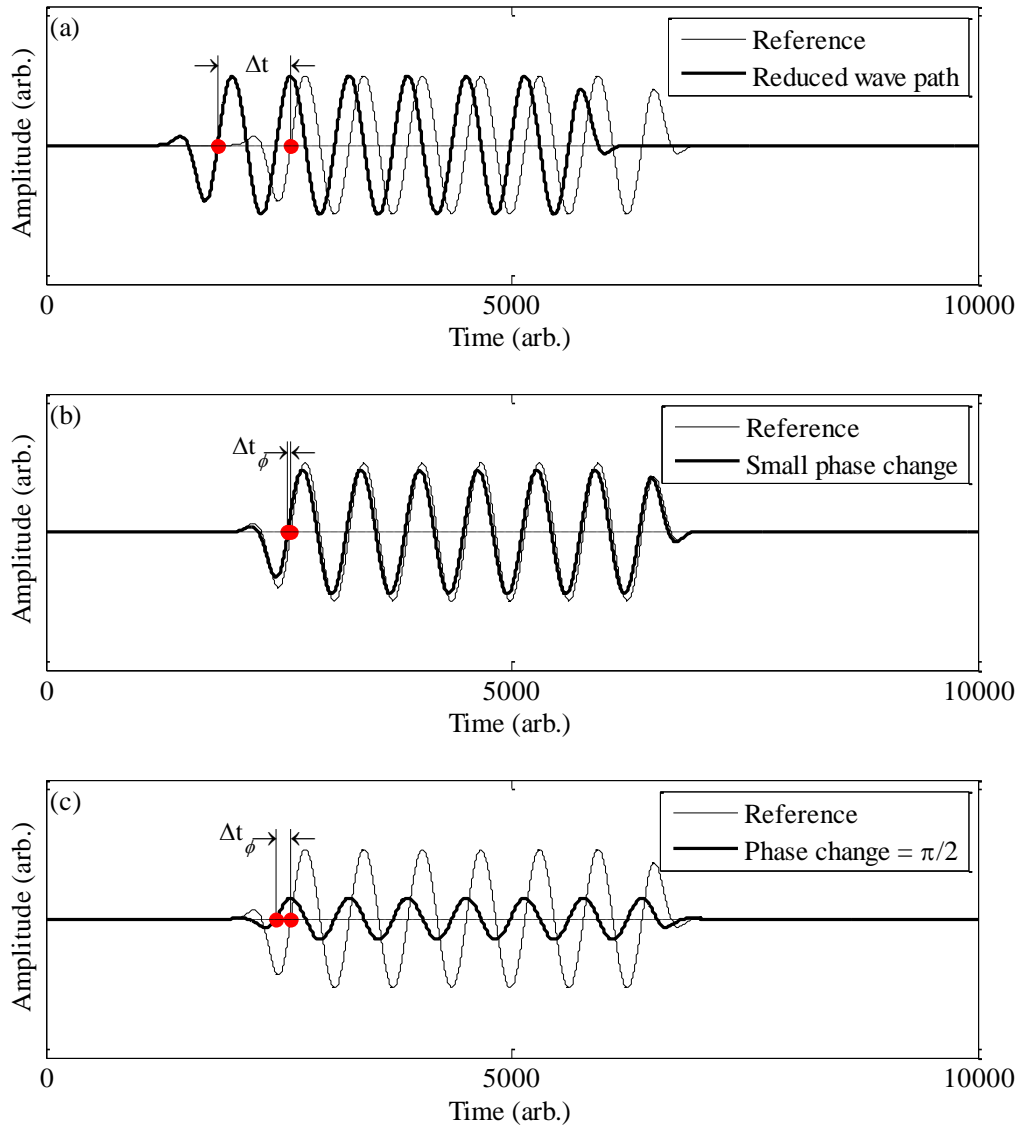 (a)
Δt
Reference
Reduced wave path
Amplitude (arb.)
0
5000
10000
Time (arb.)
(b)
Δt ϕ
Reference
Small phase change
Amplitude (arb.)
0
5000
10000
Time (arb.)
(c)
Δt ϕ
Reference
Phase change = π/2
Amplitude (arb.)
0
5000
10000
Time (arb.)